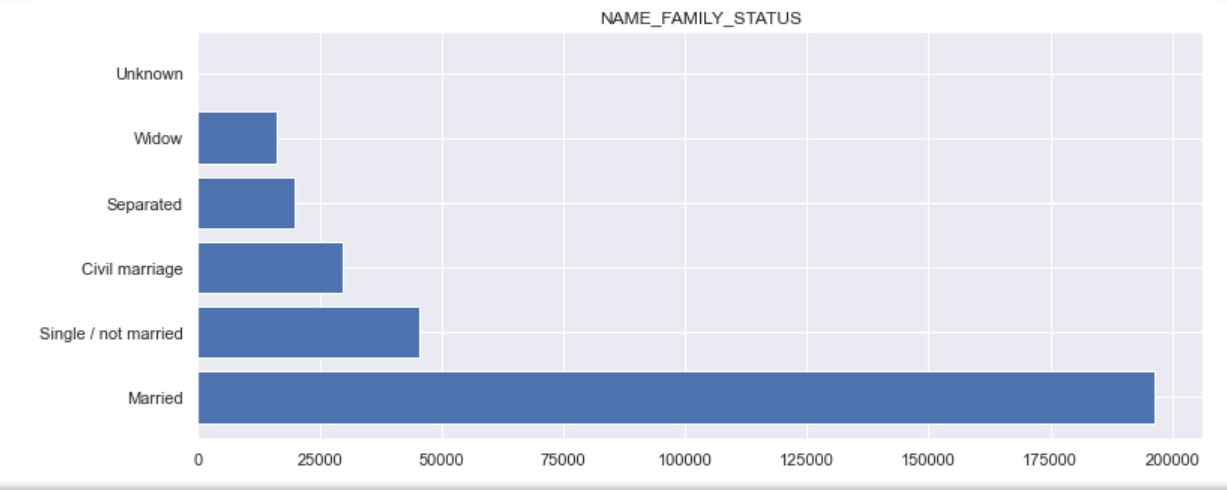 NAME_FAMILY_STATUS
Unknown
Widow
Separated
Civil marriage
Single / not married
Married
0 25000 50000 75000 100000 125000 150000 175000 200000